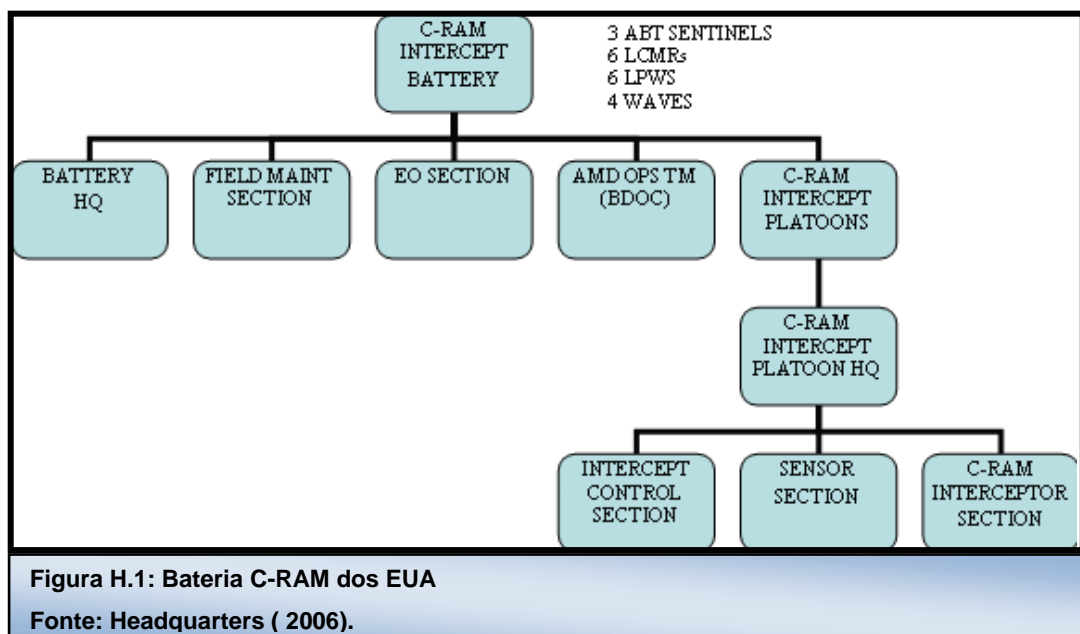 C-RAM
INTERCEPT
BATTERY
3 ABT SENTINELS
6 LCMRs
6 LPWS
4 WAVES
BATTERY
HQ
FIELD MAINT
SECTION
EO SECTION
AMD OPS TM
(BDOC)
C-RAM
INTERCEPT
PLATOONS
C-RAM
INTERCEPT
PLATOON HQ
INTERCEPT
CONTROL
SECTION
SENSOR
SECTION
C-RAM
INTERCEPTOR
SECTION
Figura H.1: Bateria C-RAM dos EUA
Fonte: Headquarters ( 2006).